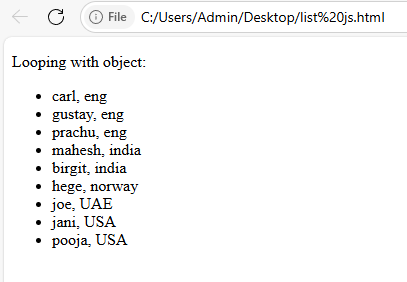 File C:/Users/Admin/Desktop/list%20js.html
Looping with object:
carl, eng
gustay, eng
prachu, eng
mahesh, india
birgit, india
hege, norway
joe, UAE
jani, USA
pooja, USA